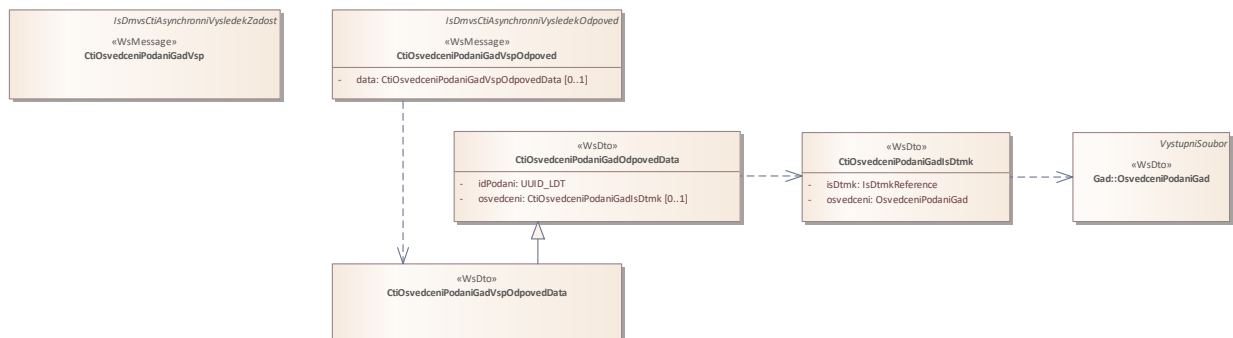 IsDmvsCtiAsynchronniVysledekZadost
«WsMessage»
CtiOsvedceniPodaniGadVsp
IsDmvsCtiAsynchronniVysledekOdpoved
«WsMessage»
CtiOsvedceniPodaniGadVspOdpoved
- data: CtiOsvedceniPodaniGadVspOdpovedData [0..1]
«WsDto»
CtiOsvedceniPodaniGadOdpovedData
- idPodani: UUID_LDT
- osvedceni: CtiOsvedceniPodaniGadIsDtmk [0..1]
«WsDto»
CtiOsvedceniPodaniGadIsDtmk
- isDtmk: IsDtmkReference
- osvedceni: OsvedceniPodaniGad
VystupniSoubor
«WsDto»
Gad::OsvedceniPodaniGad
«WsDto»
CtiOsvedceniPodaniGadVspOdpovedData